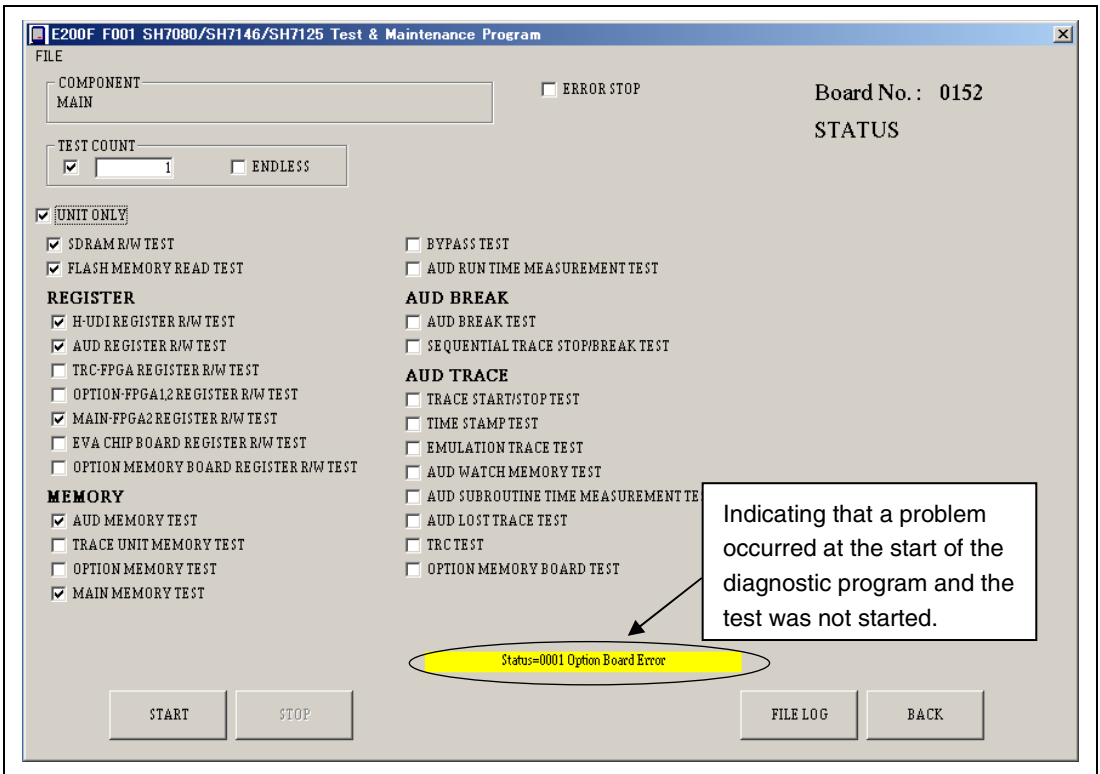 E200F F001 SH7080/SH7146/SH7125 Test & Maintenance Program
FILE
COMPONENT
MAIN
ERROR STOP
Board No. : 0152
STATUS
TEST COUNT
1
ENDLESS
UNIT ONLY
SDRAM R/W TEST
FLASH MEMORY READ TEST
REGISTER
H-UDI REGISTER R/W TEST
AUD REGISTER R/W TEST
TRC-FPGA REGISTER R/W TEST
OPTION-FPGA1,2 REGISTER R/W TEST
MAIN-FPGA2 REGISTER R/W TEST
EVA CHIP BOARD REGISTER R/W TEST
OPTION MEMORY BOARD REGISTER R/W TEST
MEMORY
AUD MEMORY TEST
TRACE UNIT MEMORY TEST
OPTION MEMORY TEST
MAIN MEMORY TEST
BYPASS TEST
AUD RUN TIME MEASUREMENT TEST
AUD BREAK
AUD BREAK TEST
SEQUENTIAL TRACE STOP/BREAK TEST
AUD TRACE
TRACE START/STOP TEST
TIME STAMP TEST
EMULATION TRACE TEST
AUD WATCH MEMORY TEST
AUD SUBROUTINE TIME MEASUREMENT TE
AUD LOST TRACE TEST
TRC TEST
OPTION MEMORY BOARD TEST
Indicating that a problem
occurred at the start of the
diagnostic program and the
test was not started.
Status=0001 Option Board Error
START
STOP
FILE LOG
BACK